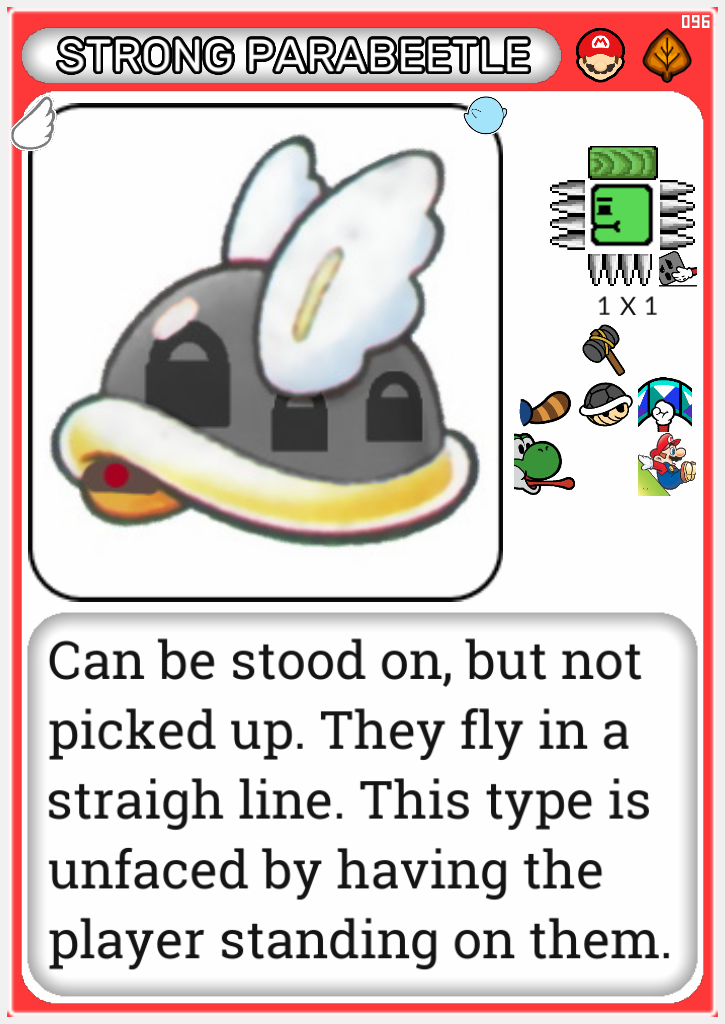 096
STRONG PARABEETLE
M
1 X 1
Can be stood on, but not
picked up. They fly in a
straigh line. This type is
unfaced by having the
player standing on them.